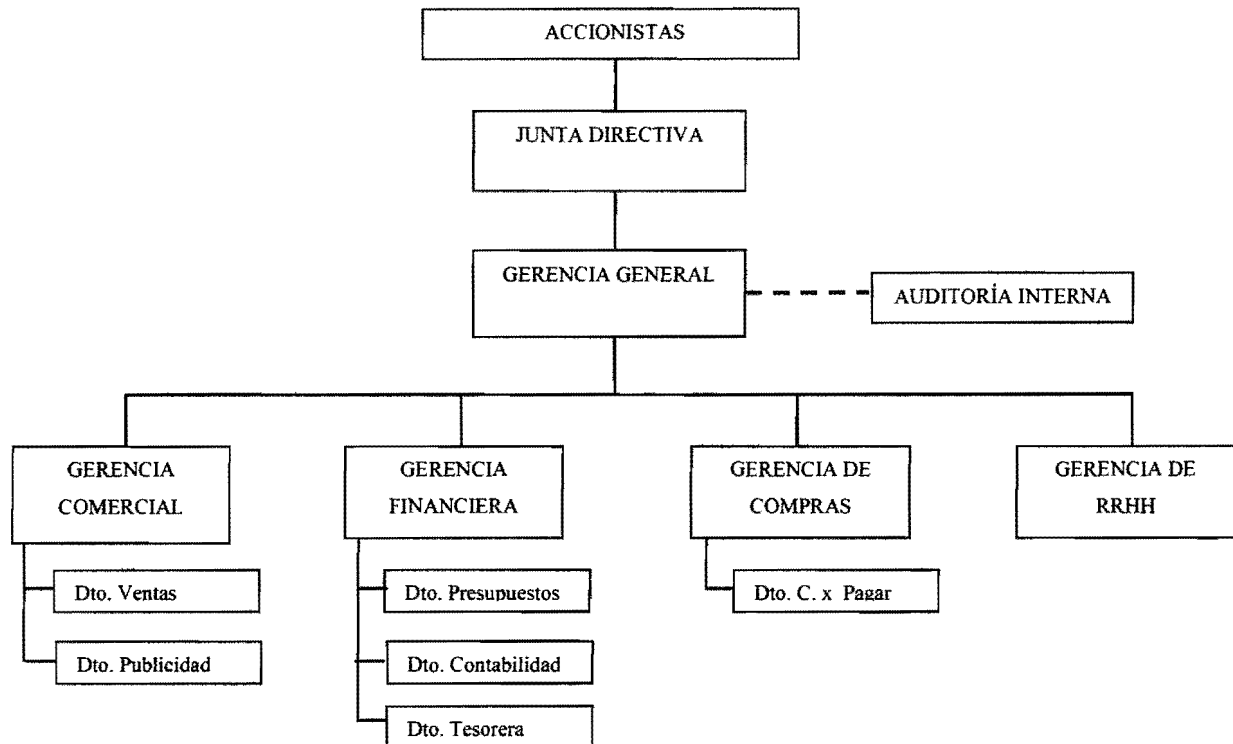 ACCIONISTAS
JUNTA DIRECTIVA
GERENCIA GENERAL
AUDITORÍA INTERNA
GERENCIA
COMERCIAL
GERENCIA
FINANCIERA
GERENCIA DE
COMPRAS
GERENCIA DE
RRHH
Dto. Ventas
Dto. Presupuestos
Dto. C. x Pagar
Dto. Publicidad
Dto. Contabilidad
Dto. Tesorera